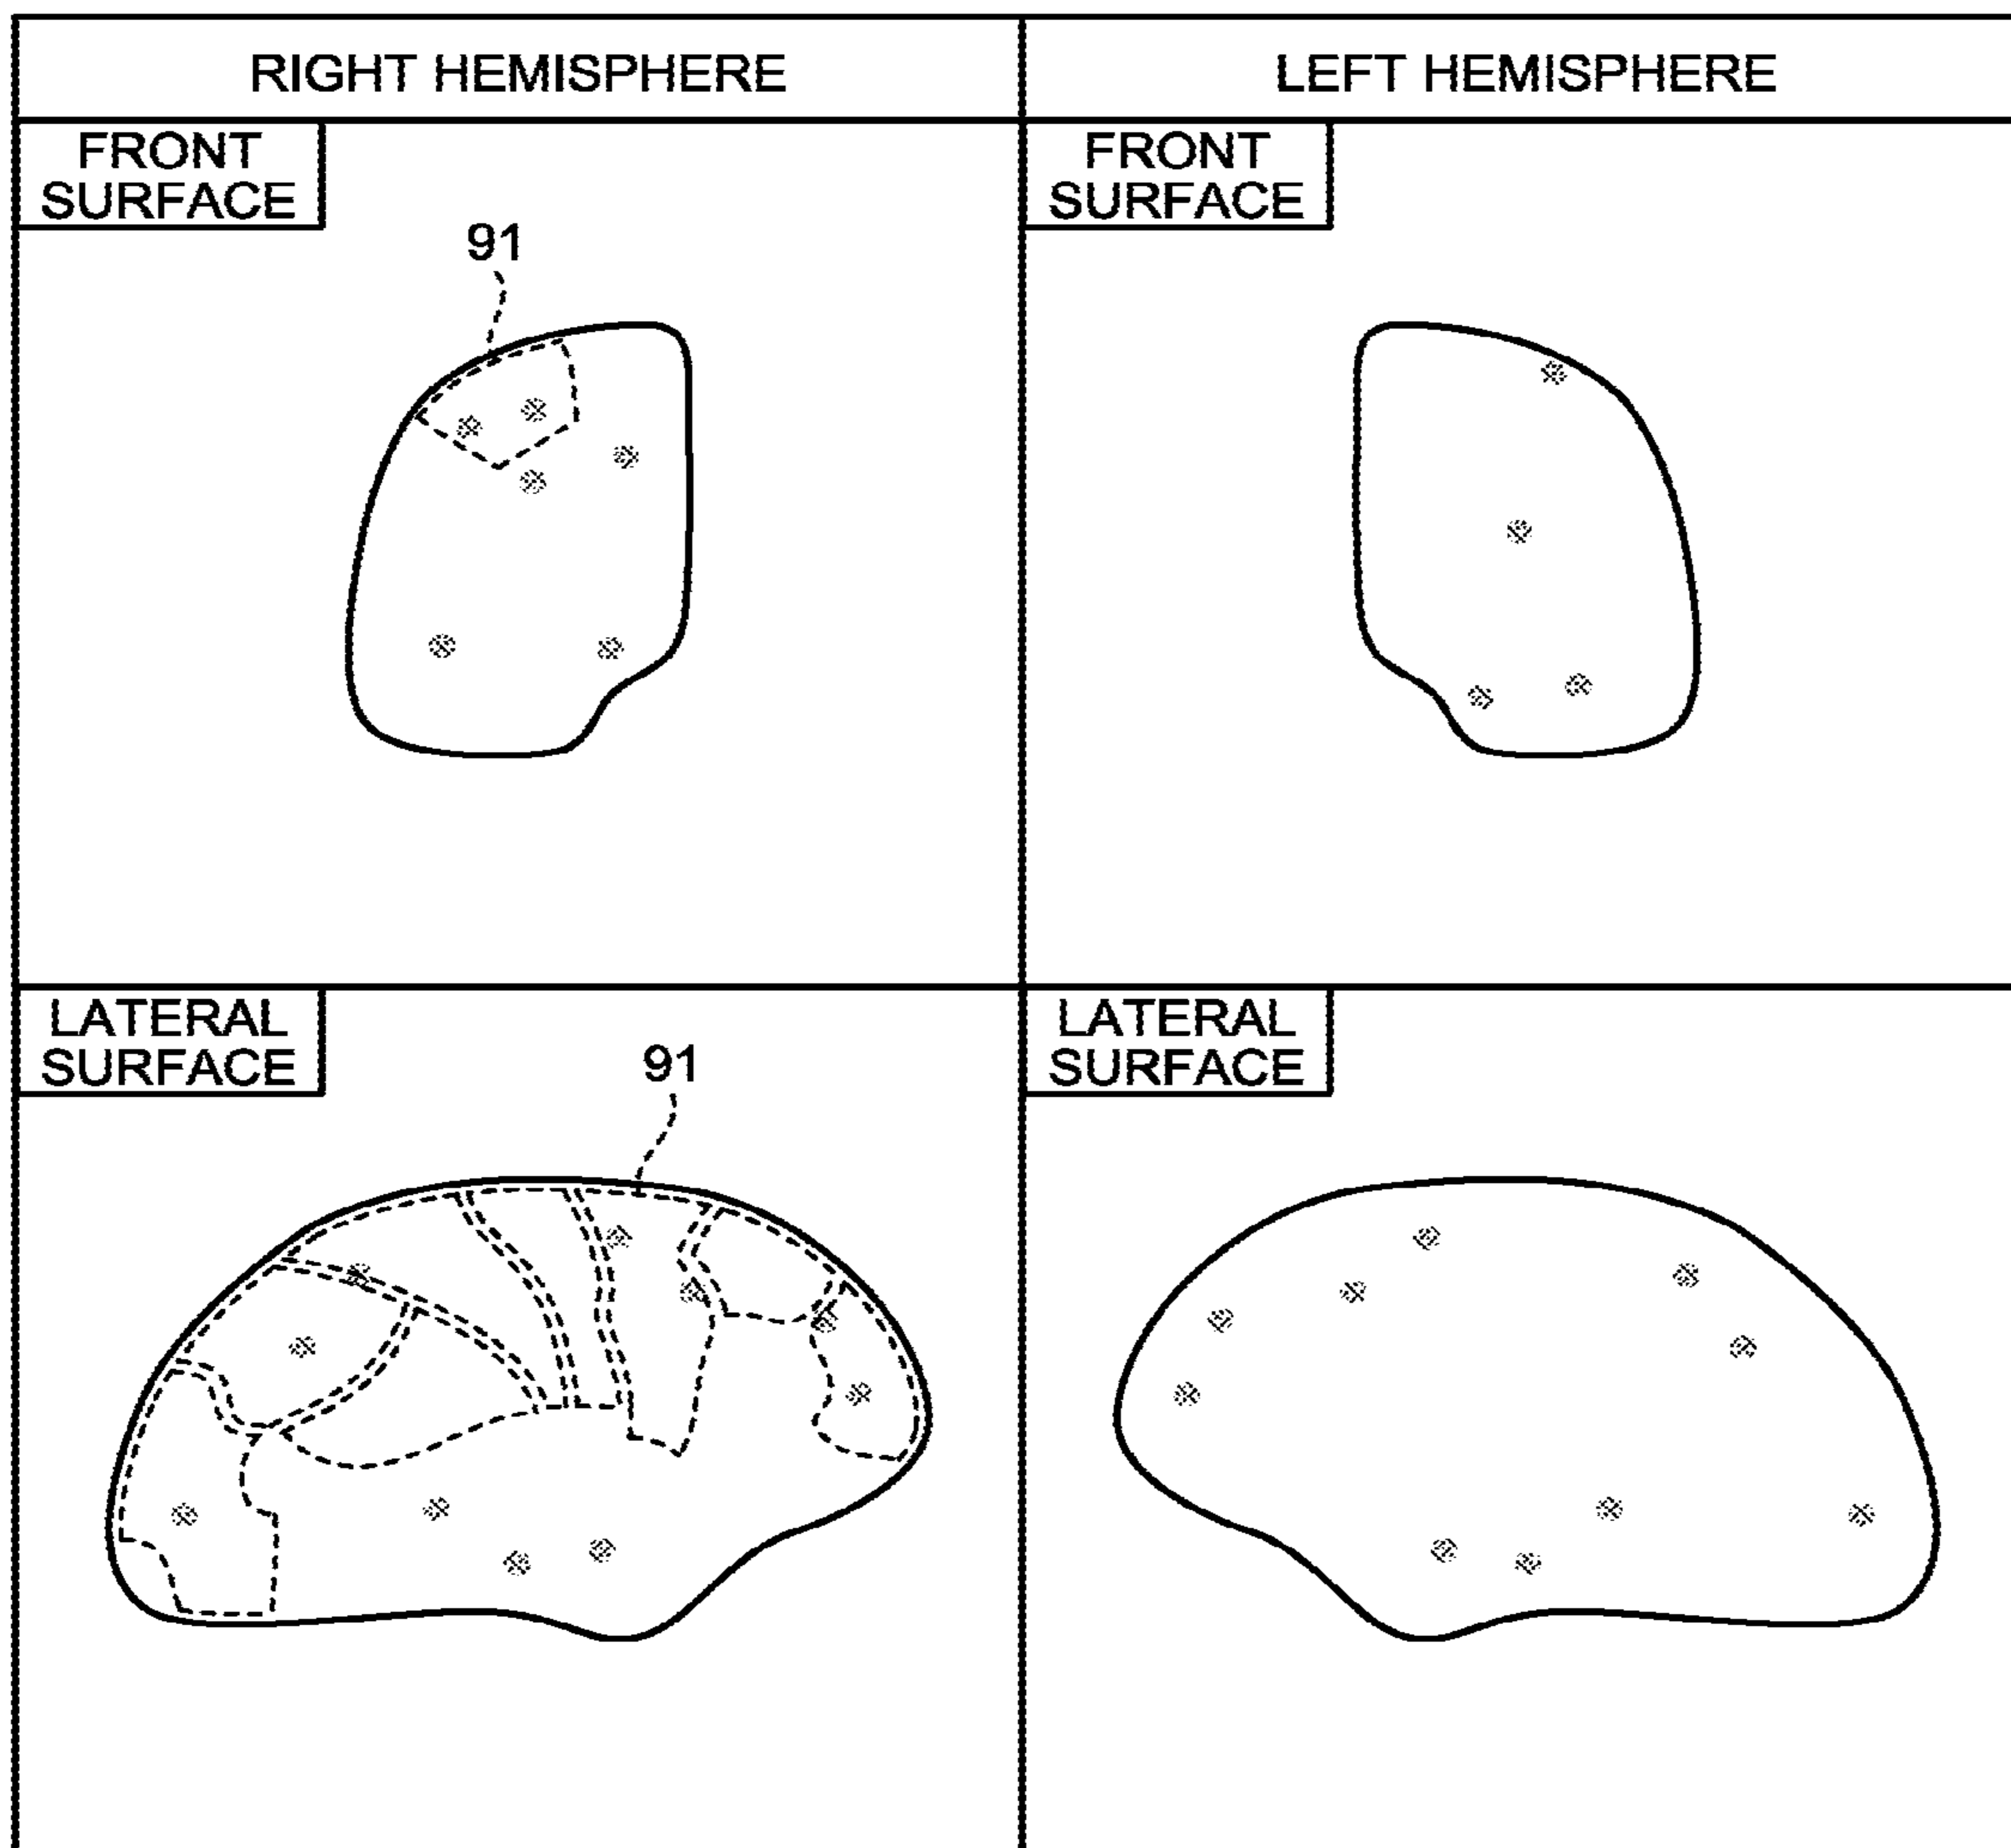 RIGHT HEMISPHERE
LEFT HEMISPHERE
FRONT
SURFACE
91
FRONT
SURFACE
LATERAL
SURFACE
91
LATERAL
SURFACE